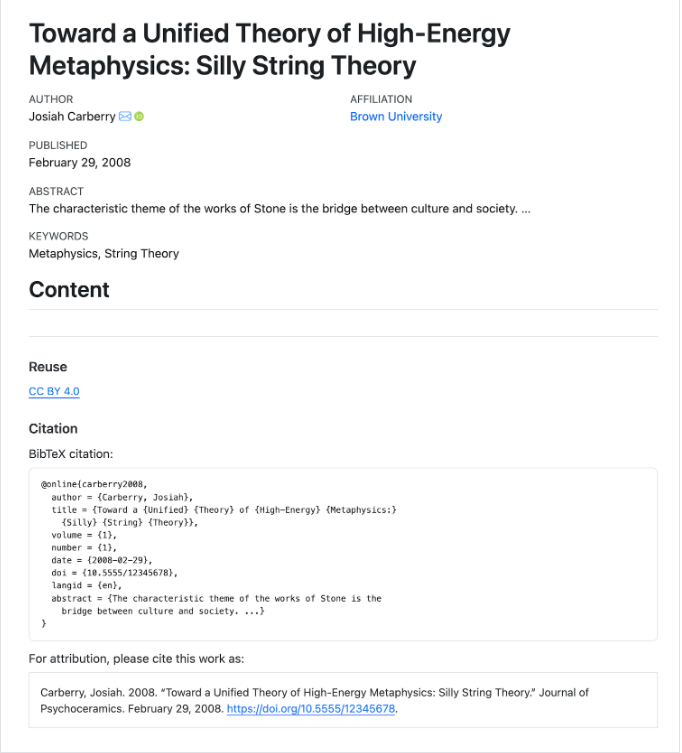 Toward a Unified Theory of High-Energy
Metaphysics: Silly String Theory
AUTHOR
Josiah Carberry
AFFILIATION
Brown University
PUBLISHED
February 29, 2008
ABSTRACT
The characteristic theme of the works of Stone is the bridge between culture and society. ...
KEYWORDS
Metaphysics, String Theory
Content
Reuse
CC BY 4.0
Citation
BibTeX citation:
@online{carberry2008,
  author = {Carberry, Josiah},
  title = {Toward a {Unified} {Theory} of {High-Energy} {Metaphysics:}
    {Silly} {String} {Theory}},
  volume = {1},
  number = {1},
  date = {2008-02-29},
  doi = {10.5555/12345678},
  langid = {en},
  abstract = {The characteristic theme of the works of Stone is the
    bridge between culture and society. ...}
}
For attribution, please cite this work as:
Carberry, Josiah. 2008. “Toward a Unified Theory of High-Energy Metaphysics: Silly String Theory.” Journal of
Psychoceramics. February 29, 2008. https://doi.org/10.5555/12345678.